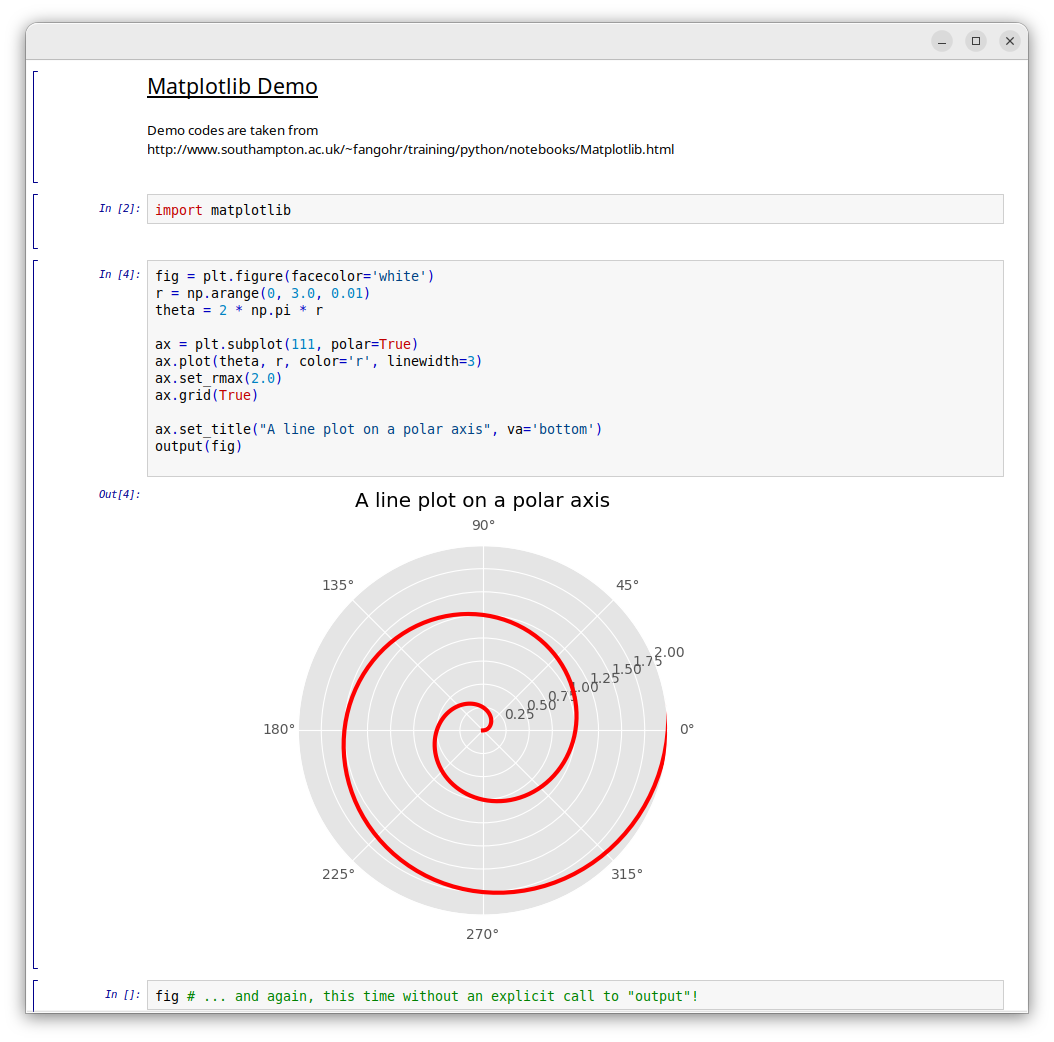 Matplotlib Demo
Demo codes are taken from
http://www.southampton.ac.uk/~fangohr/training/python/notebooks/Matplotlib.html
In [2]:
import matplotlib
In [4]:
fig = plt.figure(facecolor='white')
r = np.arange(0, 3.0, 0.01)
theta = 2 * np.pi * r
ax = plt.subplot(111, polar=True)
ax.plot(theta, r, color='r', linewidth=3)
ax.set_rmax(2.0)
ax.grid(True)
ax.set_title("A line plot on a polar axis", va='bottom')
output(fig)
Out[4]:
A line plot on a polar axis
90°
135°
45°
2.00
1.75
1.50
1.25
1.00
0.75
0.50
0.25
180°
0°
225°
315°
270°
In []:
fig # ... and again, this time without an explicit call to "output"!